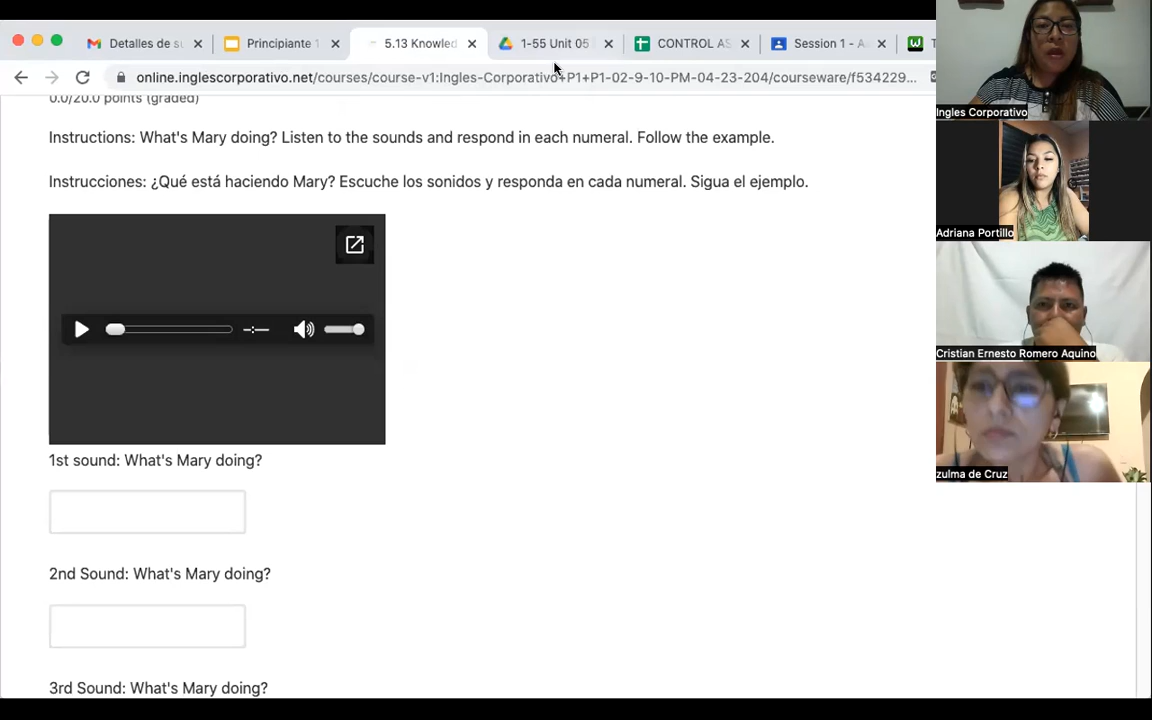 Detalles de su
Principiante 1
5.13 Knowled
1-55 Unit 05
CONTROL AS
Session 1 - A
T
online.inglescorporativo.net/courses/course-v1:Ingles-Corporativo+P1+P1-02-9-10-PM-04-23-204/courseware/f534229...
0.0/20.0 points (graded)
Instructions: What's Mary doing? Listen to the sounds and respond in each numeral. Follow the example.
Instrucciones: ¿Qué está haciendo Mary? Escuche los sonidos y responda en cada numeral. Sigua el ejemplo.
-:--
1st sound: What's Mary doing?
2nd Sound: What's Mary doing?
3rd Sound: What's Mary doing?
Ingles Corporativo
Adriana Portillo
Cristian Ernesto Romero Aquino
zulma de Cruz